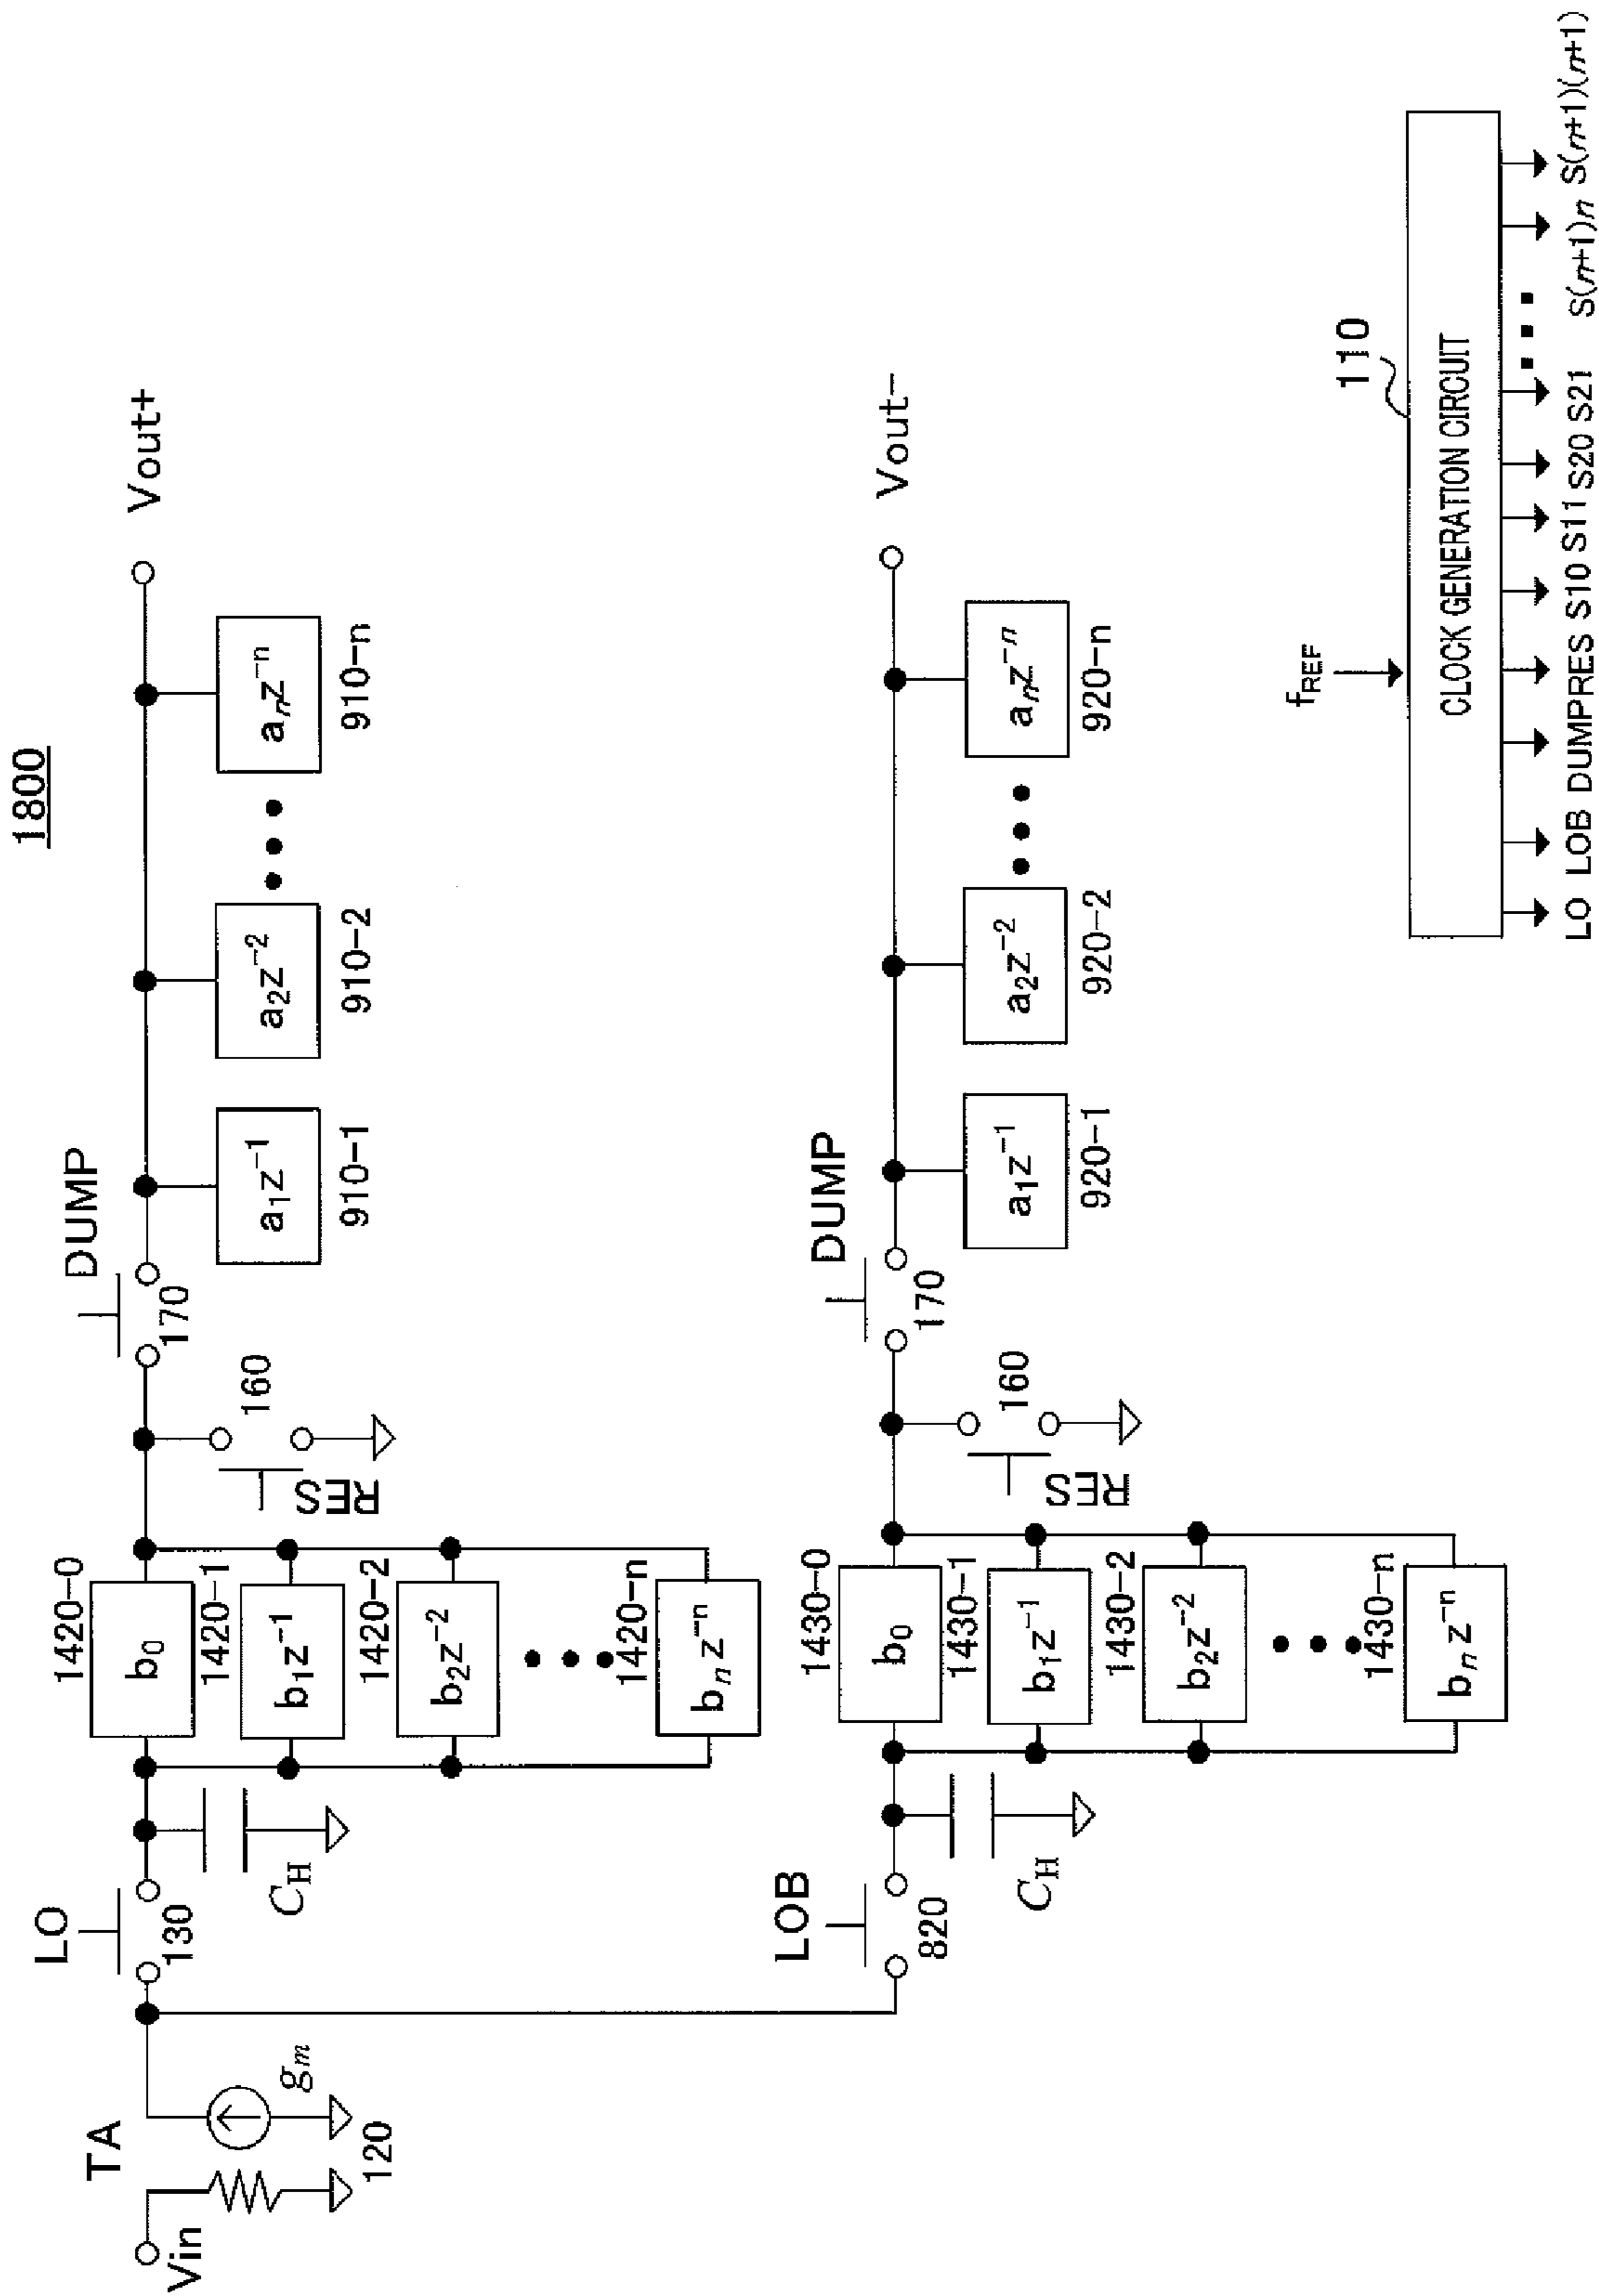 1800
TA
Vin
gm
120
LO
130
CH
1420-0
b0
1420-1
b1z−1
1420-2
b2z−2
1420-n
bnz−n
RES
160
DUMP
170
a1z−1
910-1
a2z−2
910-2
anz−n
910-n
Vout+
LOB
820
CH
1430-0
b0
1430-1
b1z−1
1430-2
b2z−2
1430-n
bnz−n
RES
160
DUMP
170
a1z−1
920-1
a2z−2
920-2
anz−n
920-n
Vout−
fREF
110
CLOCK GENERATION CIRCUIT
LO LOB DUMPRES S10 S11 S20 S21 S(n+1)n S(n+1)(n+1)